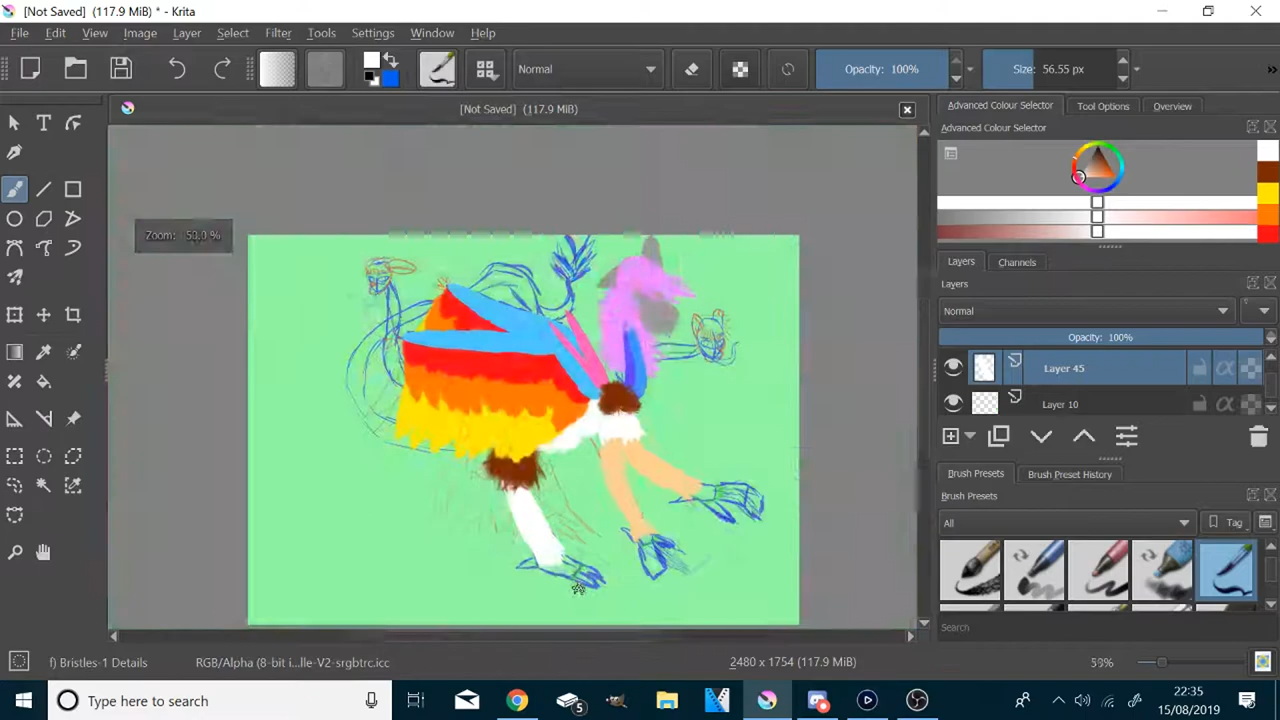 [Not Saved] (117.9 MiB) * - Krita
File Edit View Image Layer Select Filter Tools Settings Window Help
Normal
Opacity: 100%
Size: 56.55 px
»
[Not Saved] (117.9 MiB)
Advanced Colour Selector
Tool Options
Overview
Advanced Colour Selector
Zoom: 50.0 %
Layers
Channels
Layers
Normal
Opacity: 100%
Layer 45
Layer 10
Brush Presets
Brush Preset History
Brush Presets
All
Tag
Search
f) Bristles-1 Details
RGB/Alpha (8-bit i...lle-V2-srgbtrc.icc
2480 x 1754 (117.9 MiB)
Type here to search
5
22:35
15/08/2019